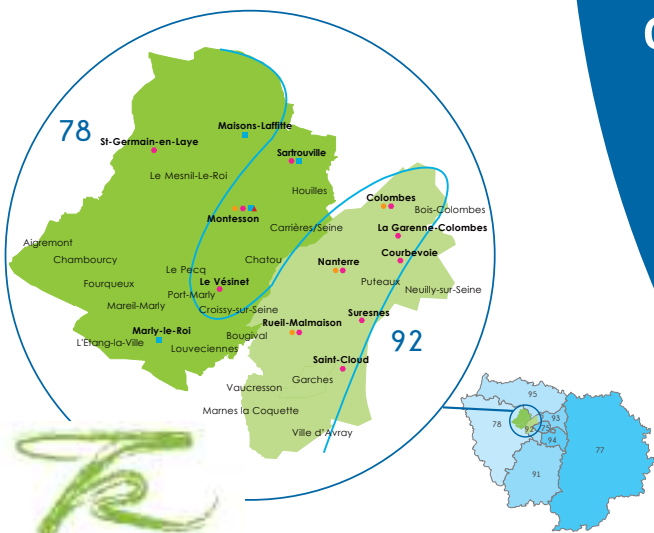 78
Maisons-Laffitte
St-Germain-en-Laye
Sartrouville
Le Mesnil-Le-Roi
Houilles
Colombes
Bois-Colombes
Montesson
Carrières/Seine
La Garenne-Colombes
Aigremont
Courbevoie
Chambourcy
Chatou
Nanterre
Le Pecq
Fourqueux
Le Vésinet
Puteaux
Neuilly-sur-Seine
Port-Marly
Mareil-Marly
Croissy-sur-Seine
Suresnes
Rueil-Malmaison
Marly-le-Roi
Bougival
92
L'Etang-la-Ville
Louveciennes
Saint-Cloud
Garches
Vaucresson
Marnes la Coquette
Ville d'Avray
95
93
78
92
75
94
77
91